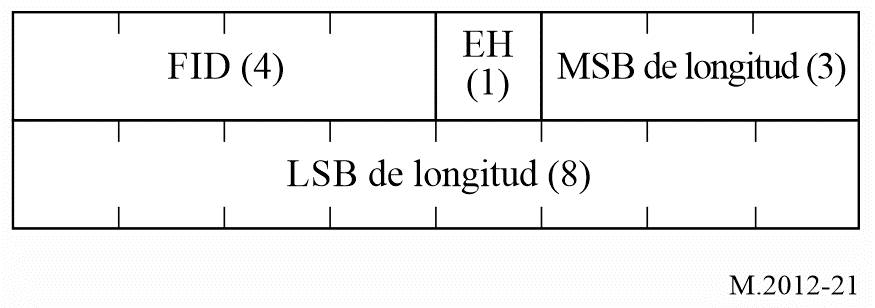 FID (4)
EH
(1)
MSB de longitud (3)
LSB de longitud (8)
M.2012-21